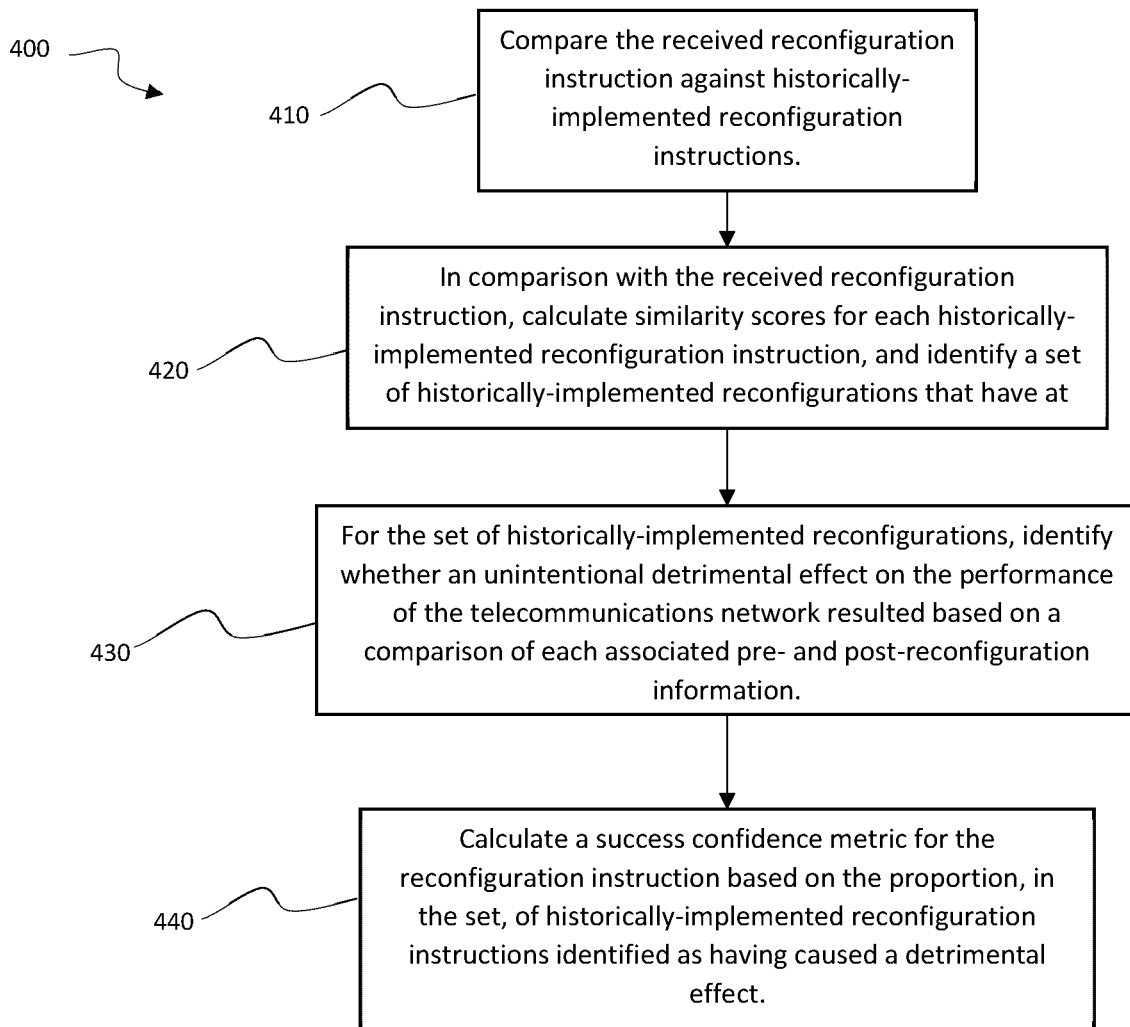 400
410
Compare the received reconfiguration
instruction against historically-
implemented reconfiguration
instructions.
420
In comparison with the received reconfiguration
instruction, calculate similarity scores for each historically-
implemented reconfiguration instruction, and identify a set
of historically-implemented reconfigurations that have at
430
For the set of historically-implemented reconfigurations, identify
whether an unintentional detrimental effect on the performance
of the telecommunications network resulted based on a
comparison of each associated pre- and post-reconfiguration
information.
440
Calculate a success confidence metric for the
reconfiguration instruction based on the proportion, in
the set, of historically-implemented reconfiguration
instructions identified as having caused a detrimental
effect.